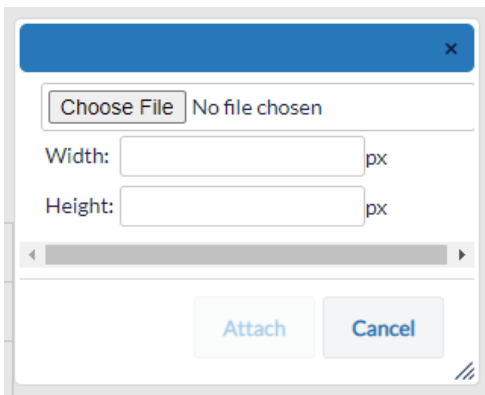 ×
Choose File No file chosen
Width: px
Height: px
Attach Cancel